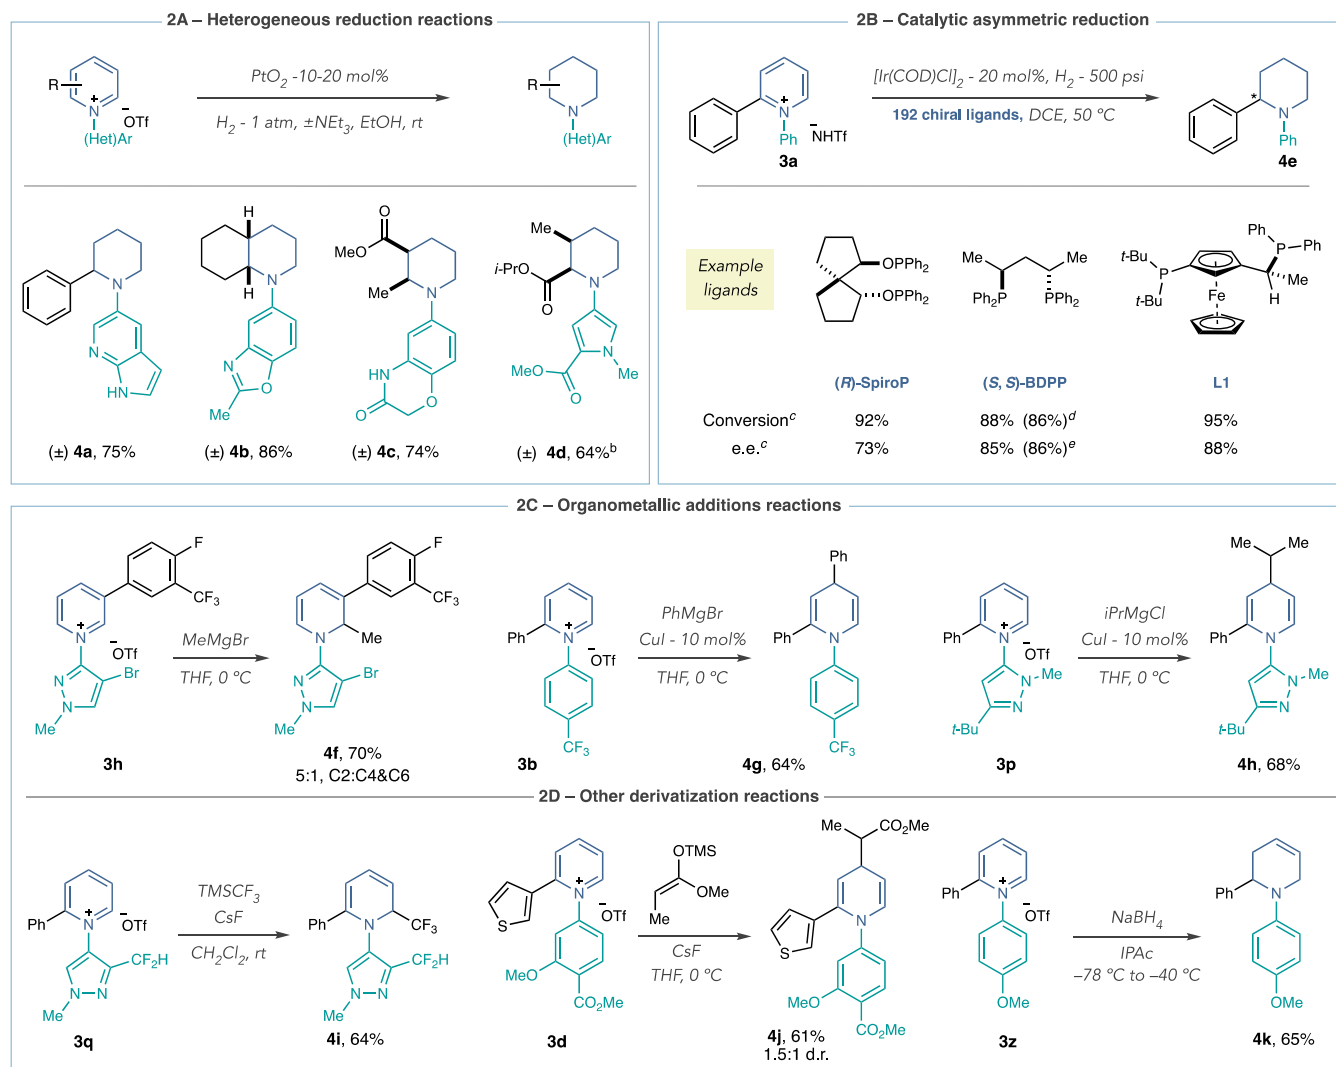 2A – Heterogeneous reduction reactions
R
N
+
−
OTf
(Het)Ar
PtO2 -10-20 mol%
H2 - 1 atm, ±NEt3, EtOH, rt
R
N
(Het)Ar
N
N
HN
(±) 4a, 75%
H
H
N
N
O
Me
(±) 4b, 86%
O
MeO
Me
N
HN
O
O
(±) 4c, 74%
Me
i-PrO
O
N
N
Me
MeO
O
(±) 4d, 64%b
2B – Catalytic asymmetric reduction
N
+
Ph
−
NHTf
3a
[Ir(COD)Cl]2 - 20 mol%, H2 - 500 psi
192 chiral ligands, DCE, 50 ºC
*
N
Ph
4e
Example
ligands
OPPh2
OPPh2
(R)-SpiroP
Me
Me
Ph2P
PPh2
(S, S)-BDPP
t-Bu
P
t-Bu
Fe
Ph
P
Ph
Me
H
L1
Conversionc 92% 88% (86%)d 95%
e.e.c 73% 85% (86%)e 88%
2C – Organometallic additions reactions
F
CF3
N
+
−
OTf
N
Br
N
Me
3h
MeMgBr
THF, 0 ºC
F
CF3
N
Me
N
Br
N
Me
4f, 70%
5:1, C2:C4&C6
Ph
N
+
−
OTf
CF3
3b
PhMgBr
CuI - 10 mol%
THF, 0 ºC
Ph
Ph
N
CF3
4g, 64%
Ph
N
+
−
OTf
N
Me
N
t-Bu
3p
iPrMgCl
CuI - 10 mol%
THF, 0 ºC
Me
Me
Ph
N
N
Me
N
t-Bu
4h, 68%
2D – Other derivatization reactions
Ph
N
+
−
OTf
CF2H
N
N
Me
3q
TMSCF3
CsF
CH2Cl2, rt
Ph
N
CF3
CF2H
N
N
Me
4i, 64%
S
N
+
−
OTf
MeO
CO2Me
3d
OTMS
OMe
Me
CsF
THF, 0 ºC
Me
CO2Me
S
N
MeO
CO2Me
4j, 61%
1.5:1 d.r.
Ph
N
+
−
OTf
OMe
3z
NaBH4
IPAc
–78 ºC to –40 ºC
Ph
N
OMe
4k, 65%